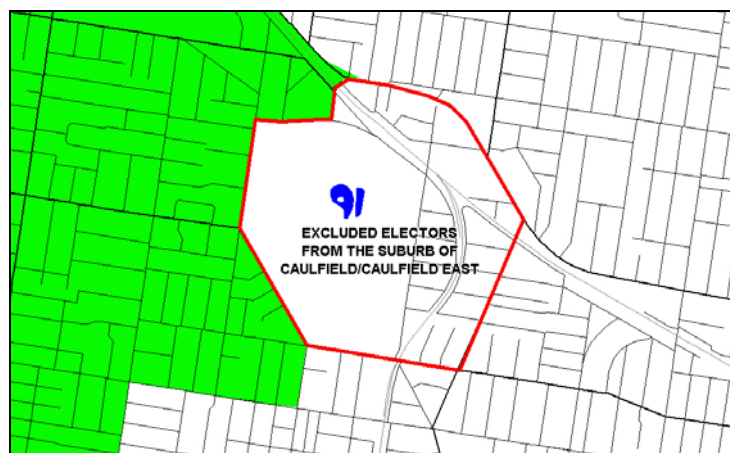 91
EXCLUDED ELECTORS
FROM THE SUBURB OF
CAULFIELD/CAULFIELD EAST